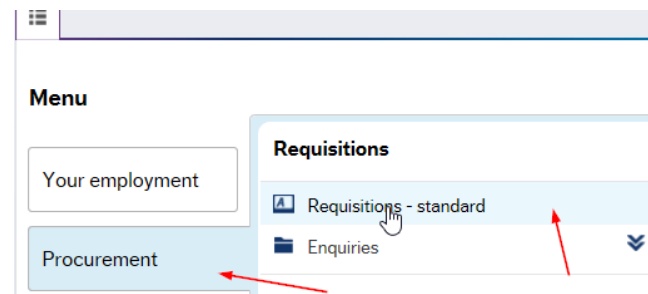 Menu
Your employment
Procurement
Requisitions
Requisitions - standard
Enquiries